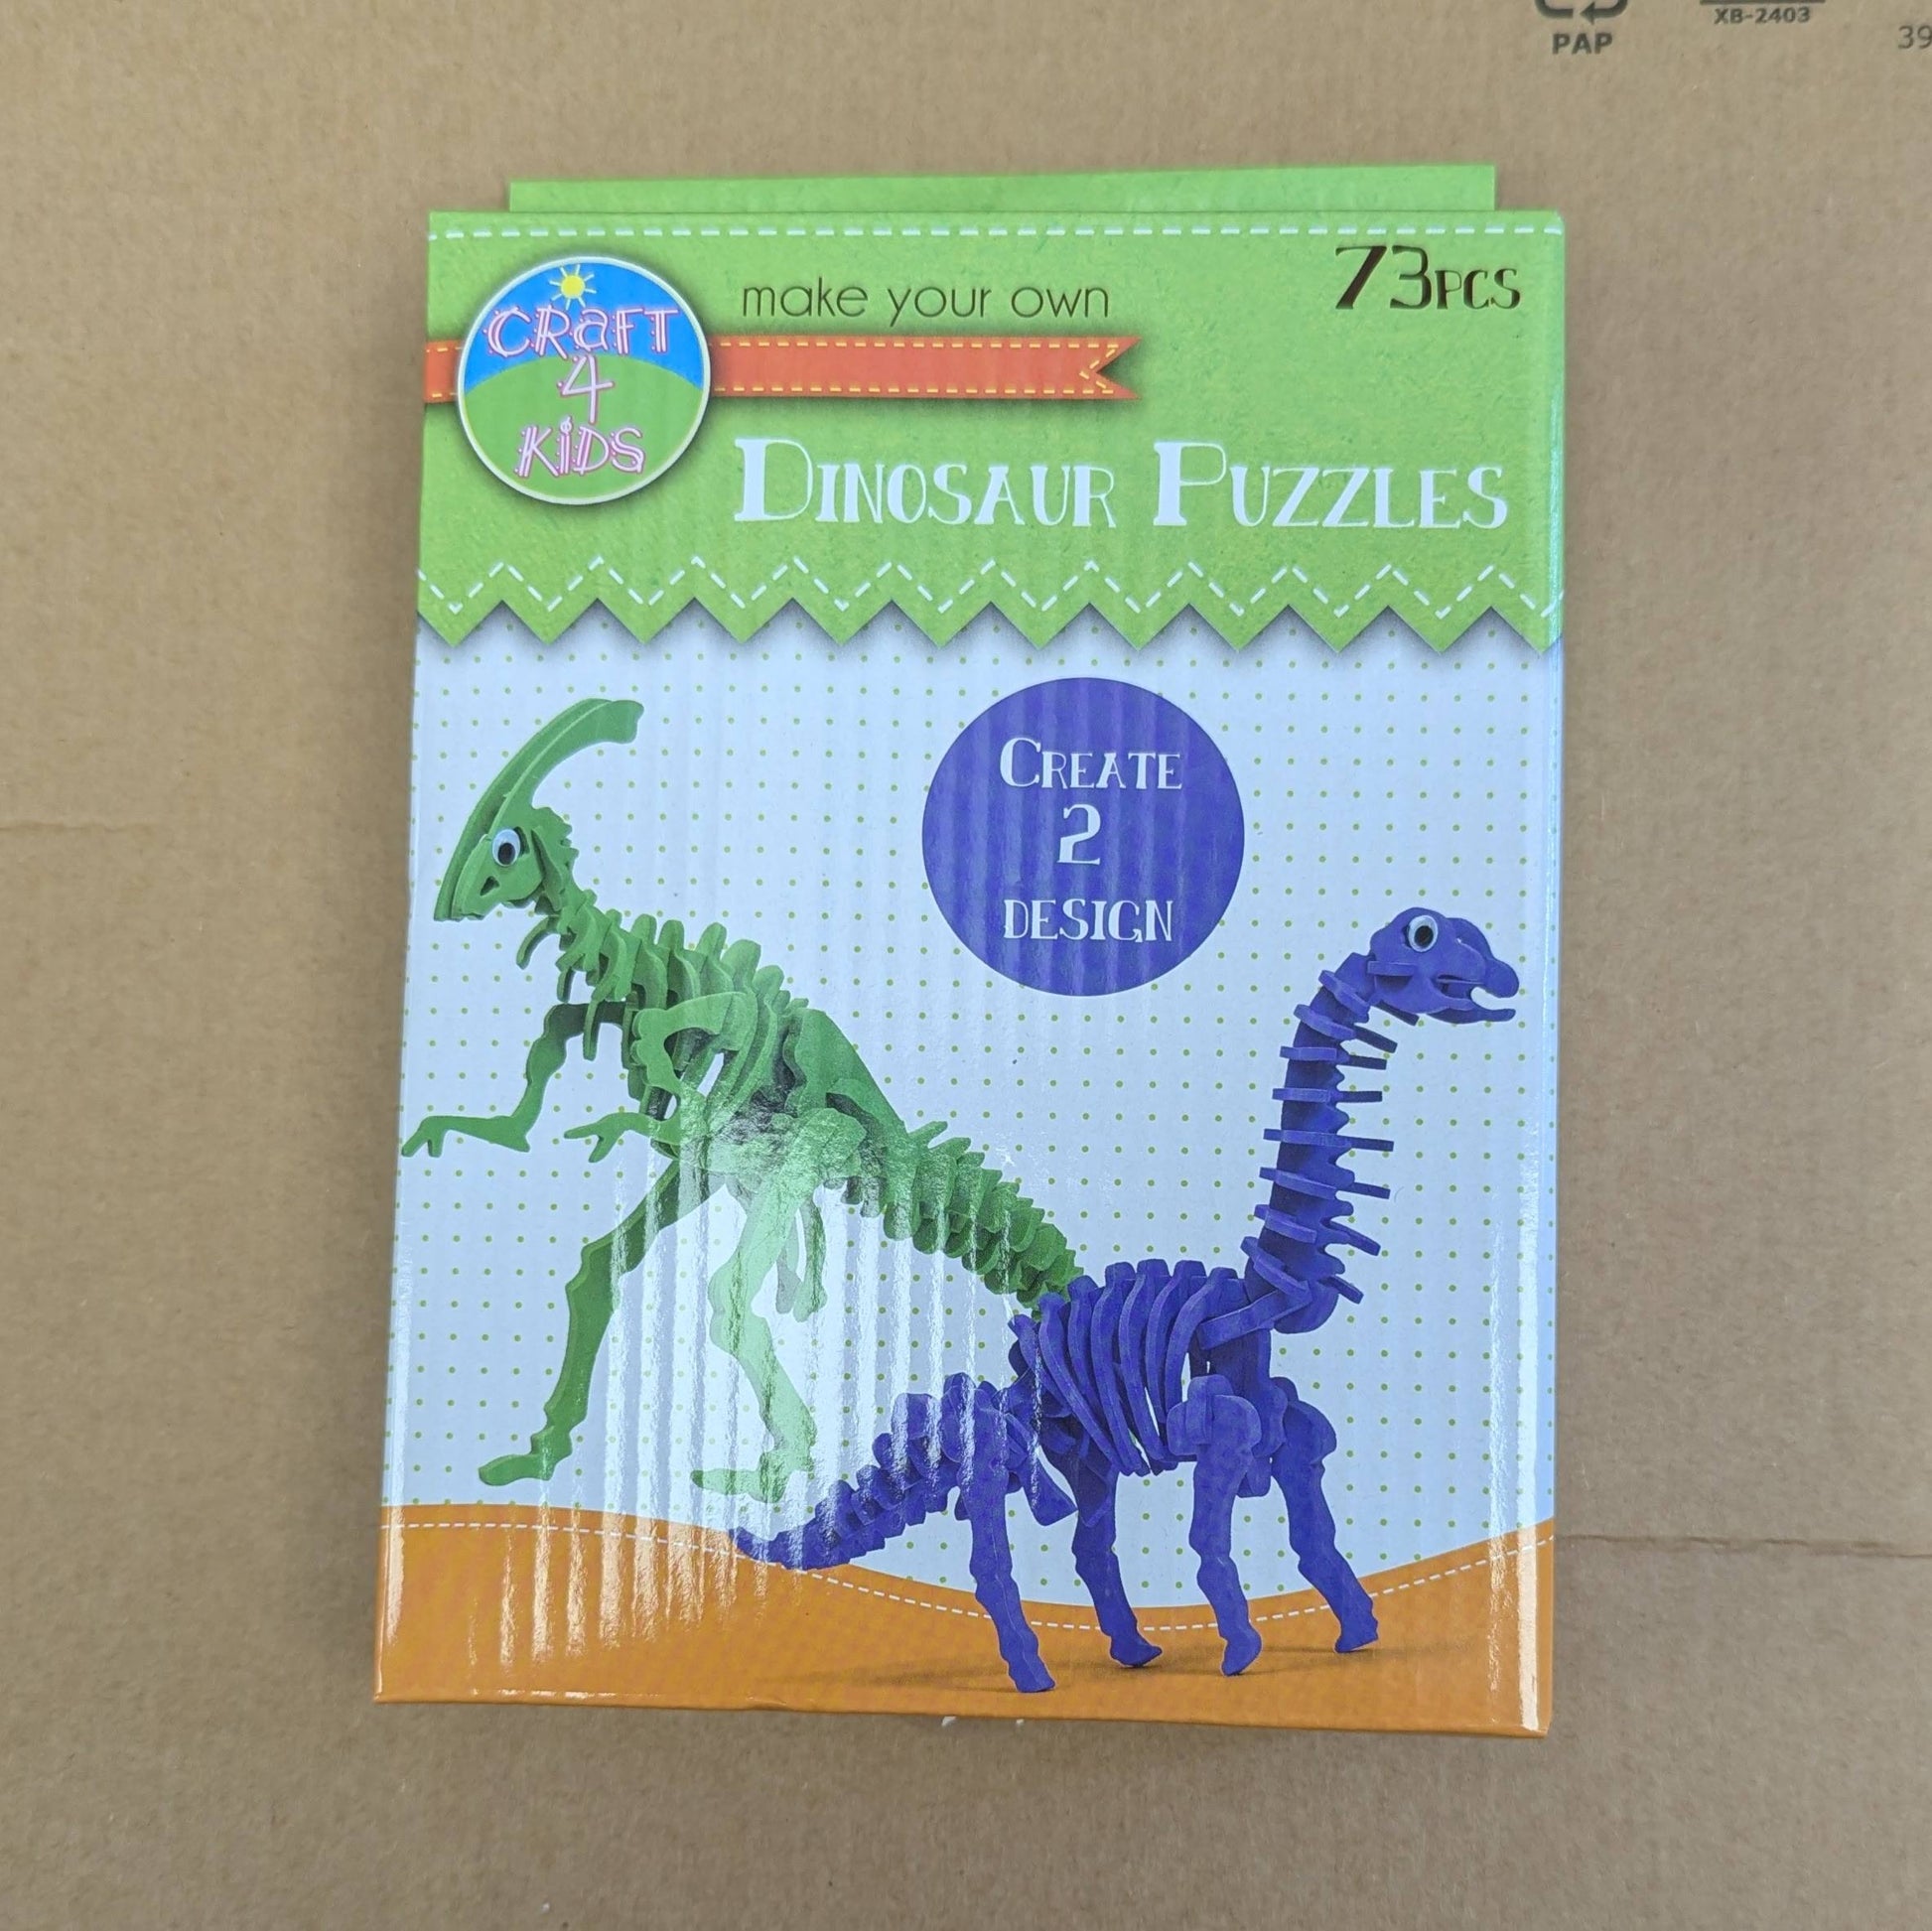 PAP
XB-2403
39
make your own
73PCS
CRAFT
4
KIDS
DINOSAUR PUZZLES
CREATE
2
DESIGN